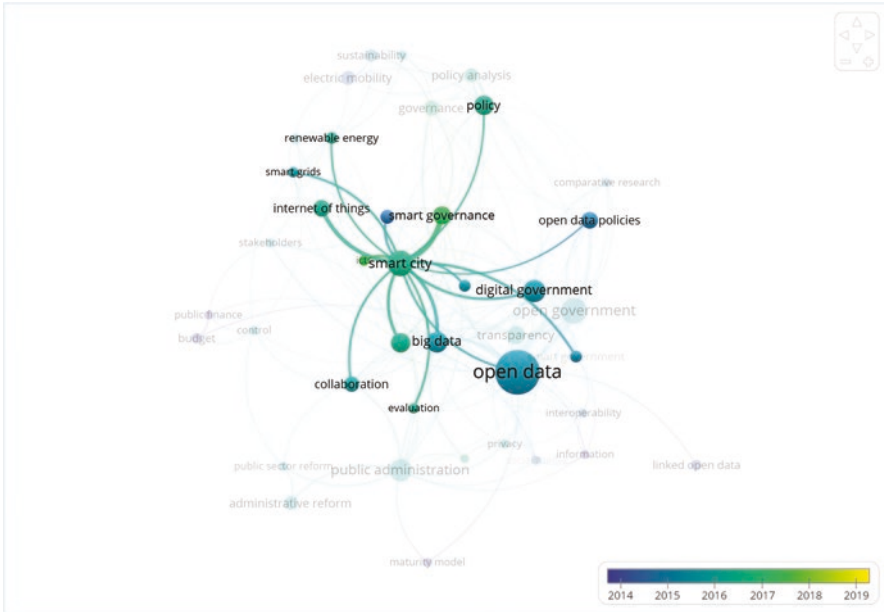 sustainability
electric mobility
policy analysis
governance
policy
renewable energy
smart grids
comparative research
internet of things
smart governance
open data policies
stakeholders
ict
smart city
digital government
open government
public finance
budget
control
transparency
big data
smart government
open data
collaboration
evaluation
interoperability
privacy
information
public sector reform
public administration
linked open data
administrative reform
maturity model
2014 2015 2016 2017 2018 2019